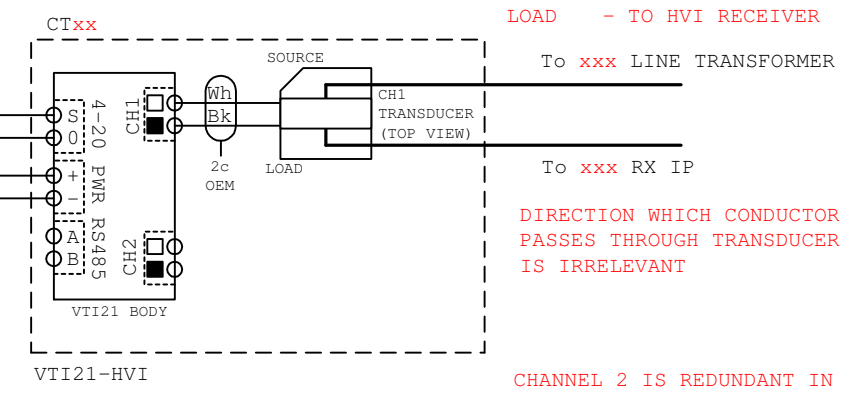 LOAD - TO HVI RECEIVER
CTxx
SOURCE
To xxx LINE TRANSFORMER
Wh
Bk
CH1
TRANSDUCER
(TOP VIEW)
S
0
4-20
CH1
2c
OEM
LOAD
To xxx RX IP
+
-
PWR
A
B
RS485
CH2
DIRECTION WHICH CONDUCTOR
PASSES THROUGH TRANSDUCER
IS IRRELEVANT
VTI21 BODY
VTI21-HVI
CHANNEL 2 IS REDUNDANT IN